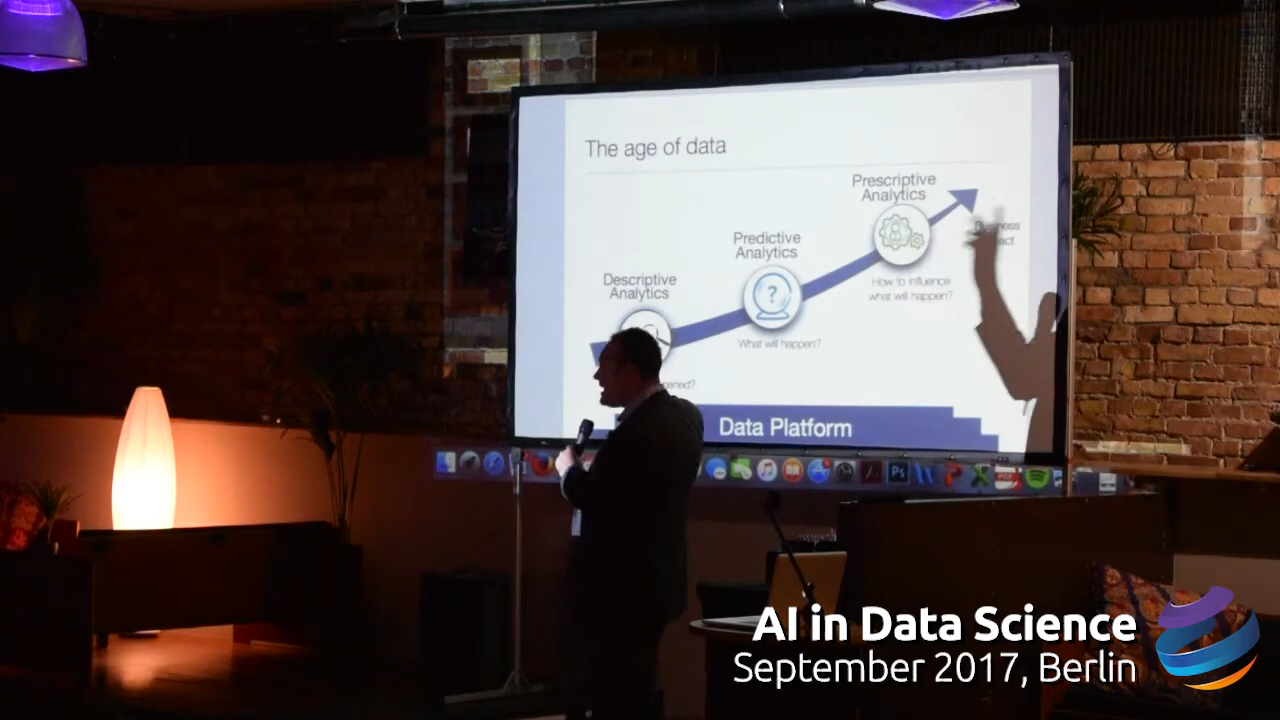 The age of data
Prescriptive
Analytics
Predictive
Analytics
How to influence
what will happen?
Descriptive
Analytics
?
What will happen?
Data Platform
Ps
AI in Data Science
September 2017, Berlin